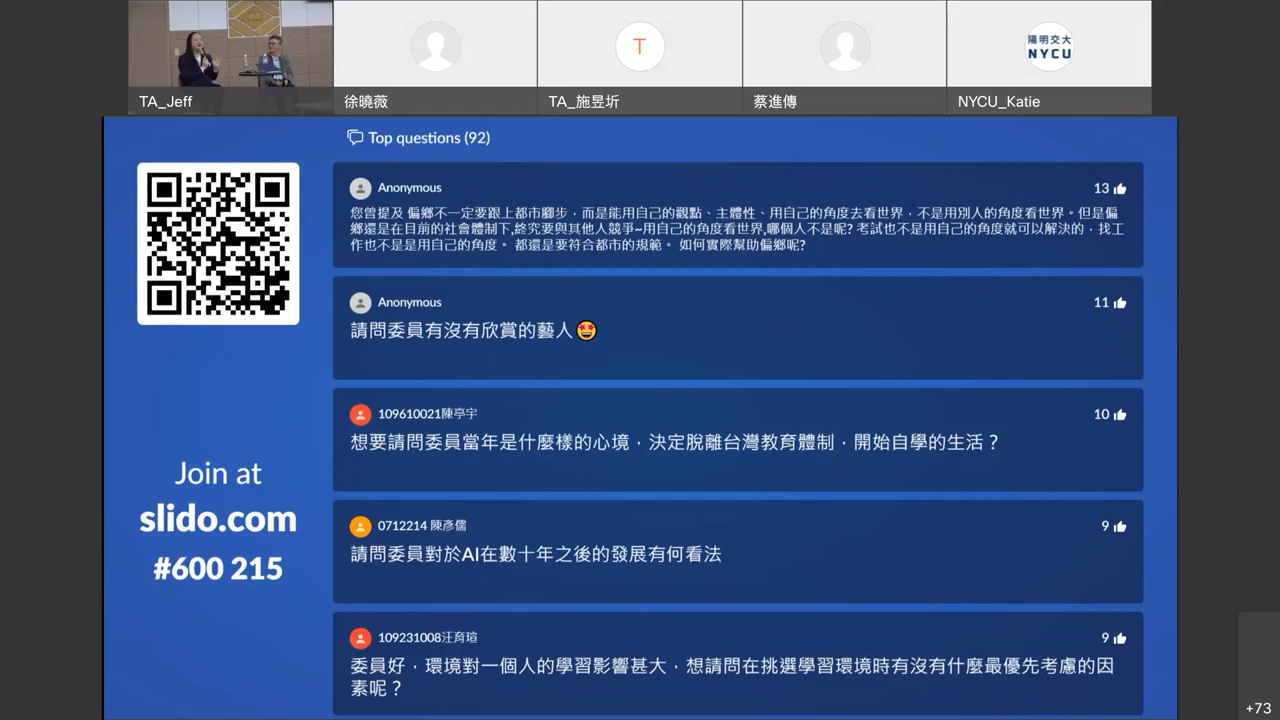 陽明交大
NYCU
T
TA_Jeff
徐曉薇
TA_施昱圻
蔡進傳
NYCU_Katie
Top questions (92)
Anonymous
13
您曾提及 偏鄉不一定要跟上都市腳步，而是能用自己的觀點、主體性、用自己的角度去看世界，不是用別人的角度看世界。但是偏
鄉還是在目前的社會體制下,終究要與其他人競爭~用自己的角度看世界,哪個人不是呢? 考試也不是用自己的角度就可以解決的，找工
作也不是是用自己的角度。 都還是要符合都市的規範。 如何實際幫助偏鄉呢?
Anonymous
11
請問委員有沒有欣賞的藝人🤩
109610021陳亭宇
10
想要請問委員當年是什麼樣的心境，決定脫離台灣教育體制，開始自學的生活？
0712214 陳彥儒
9
請問委員對於AI在數十年之後的發展有何看法
109231008汪育瑄
9
委員好，環境對一個人的學習影響甚大，想請問在挑選學習環境時有沒有什麼最優先考慮的因
素呢？
Join at
slido.com
#600 215
+73